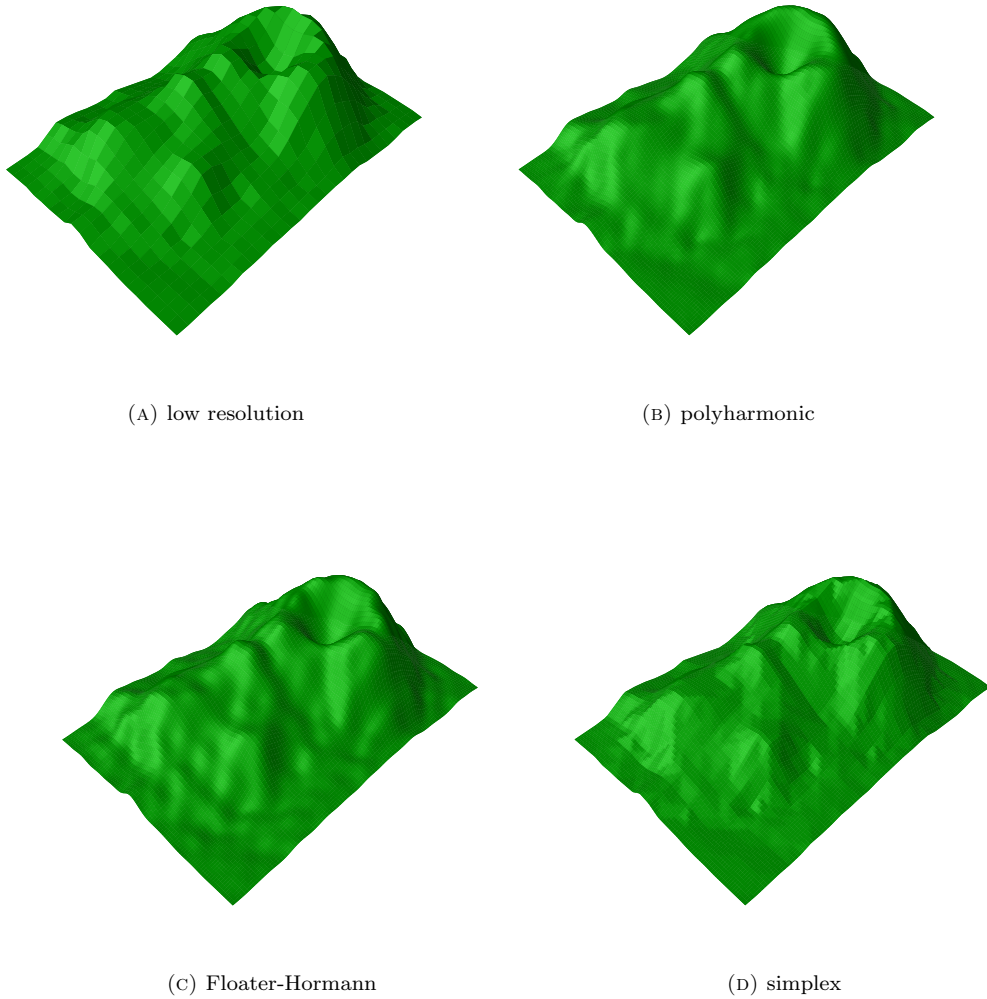 (A) low resolution
(B) polyharmonic
(C) Floater-Hormann
(D) simplex